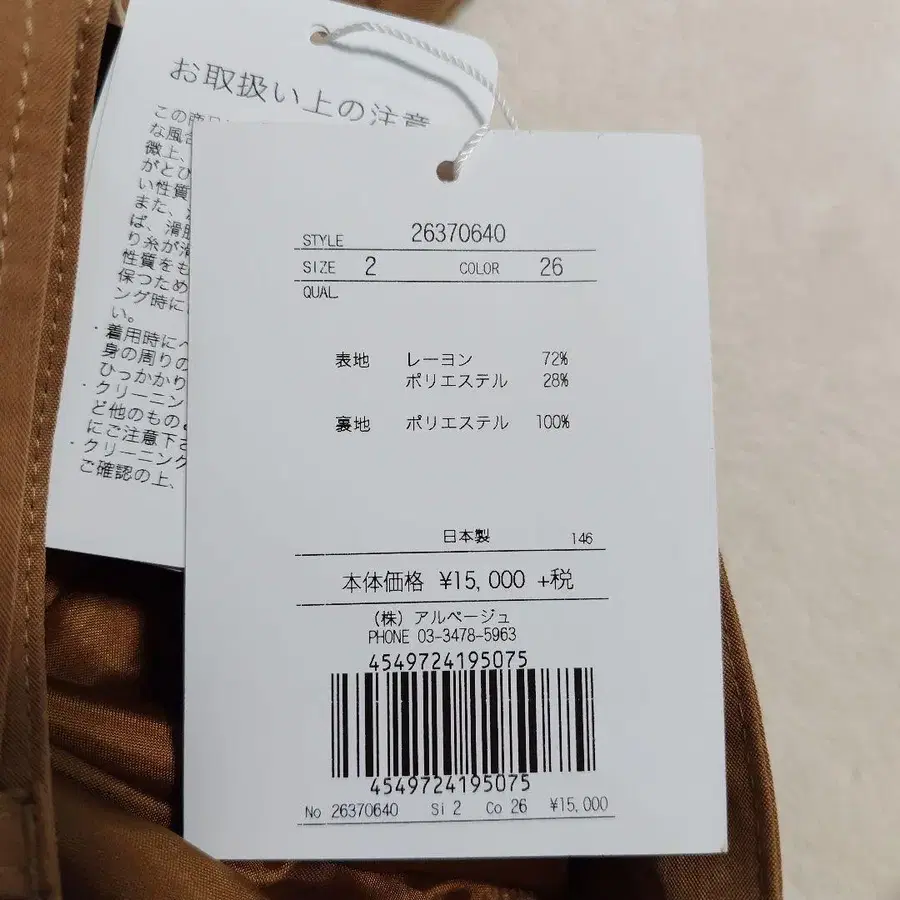 お取扱い上の注意
この商品
な風合
微上、
がとひ
い性質
また、
ば、滑脱
り糸が滑
性質をも
保つため
ング時に
い。
・着用時にベ
身の周りの
ひっかかり
・クリーニン
ど他のもの
にご注意下さ
・クリーニング
ご確認の上、
STYLE 26370640
SIZE 2 COLOR 26
QUAL.
表地 レーヨン 72%
ポリエステル 28%
裏地 ポリエステル 100%
日本製 146
本体価格 ¥15,000 +税
(株) アルページュ
PHONE 03-3478-5963
4549724195075
4549724195075
No 26370640 Si 2 Co 26 ¥15,000